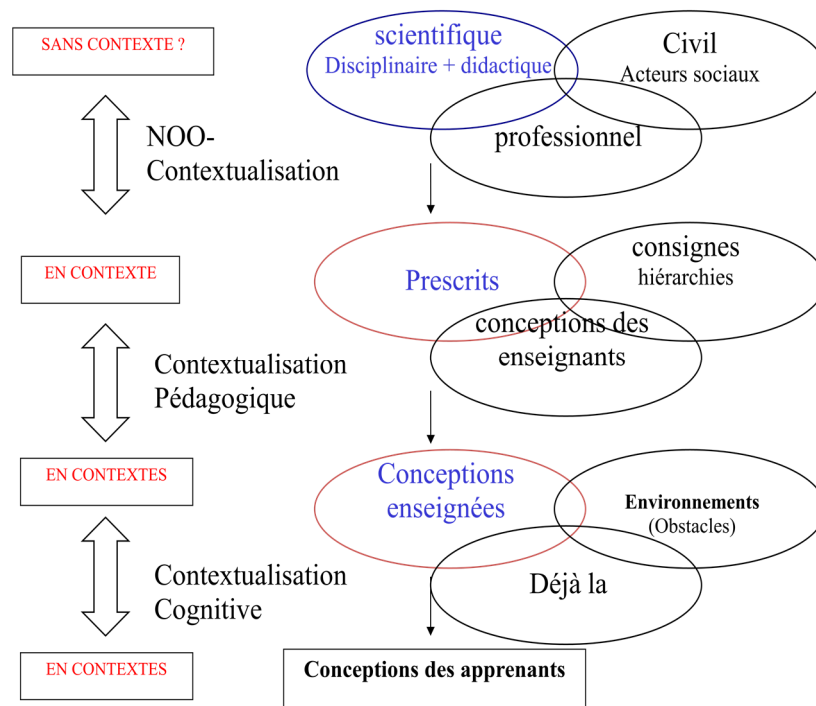 SANS CONTEXTE ?
scientifique
Disciplinaire + didactique
Civil
Acteurs sociaux
NOO-
Contextualisation
professionnel
EN CONTEXTE
Prescrits
consignes
hiérarchies
conceptions des
enseignants
Contextualisation
Pédagogique
EN CONTEXTES
Conceptions
enseignées
Environnements
(Obstacles)
Contextualisation
Cognitive
Déjà la
EN CONTEXTES
Conceptions des apprenants